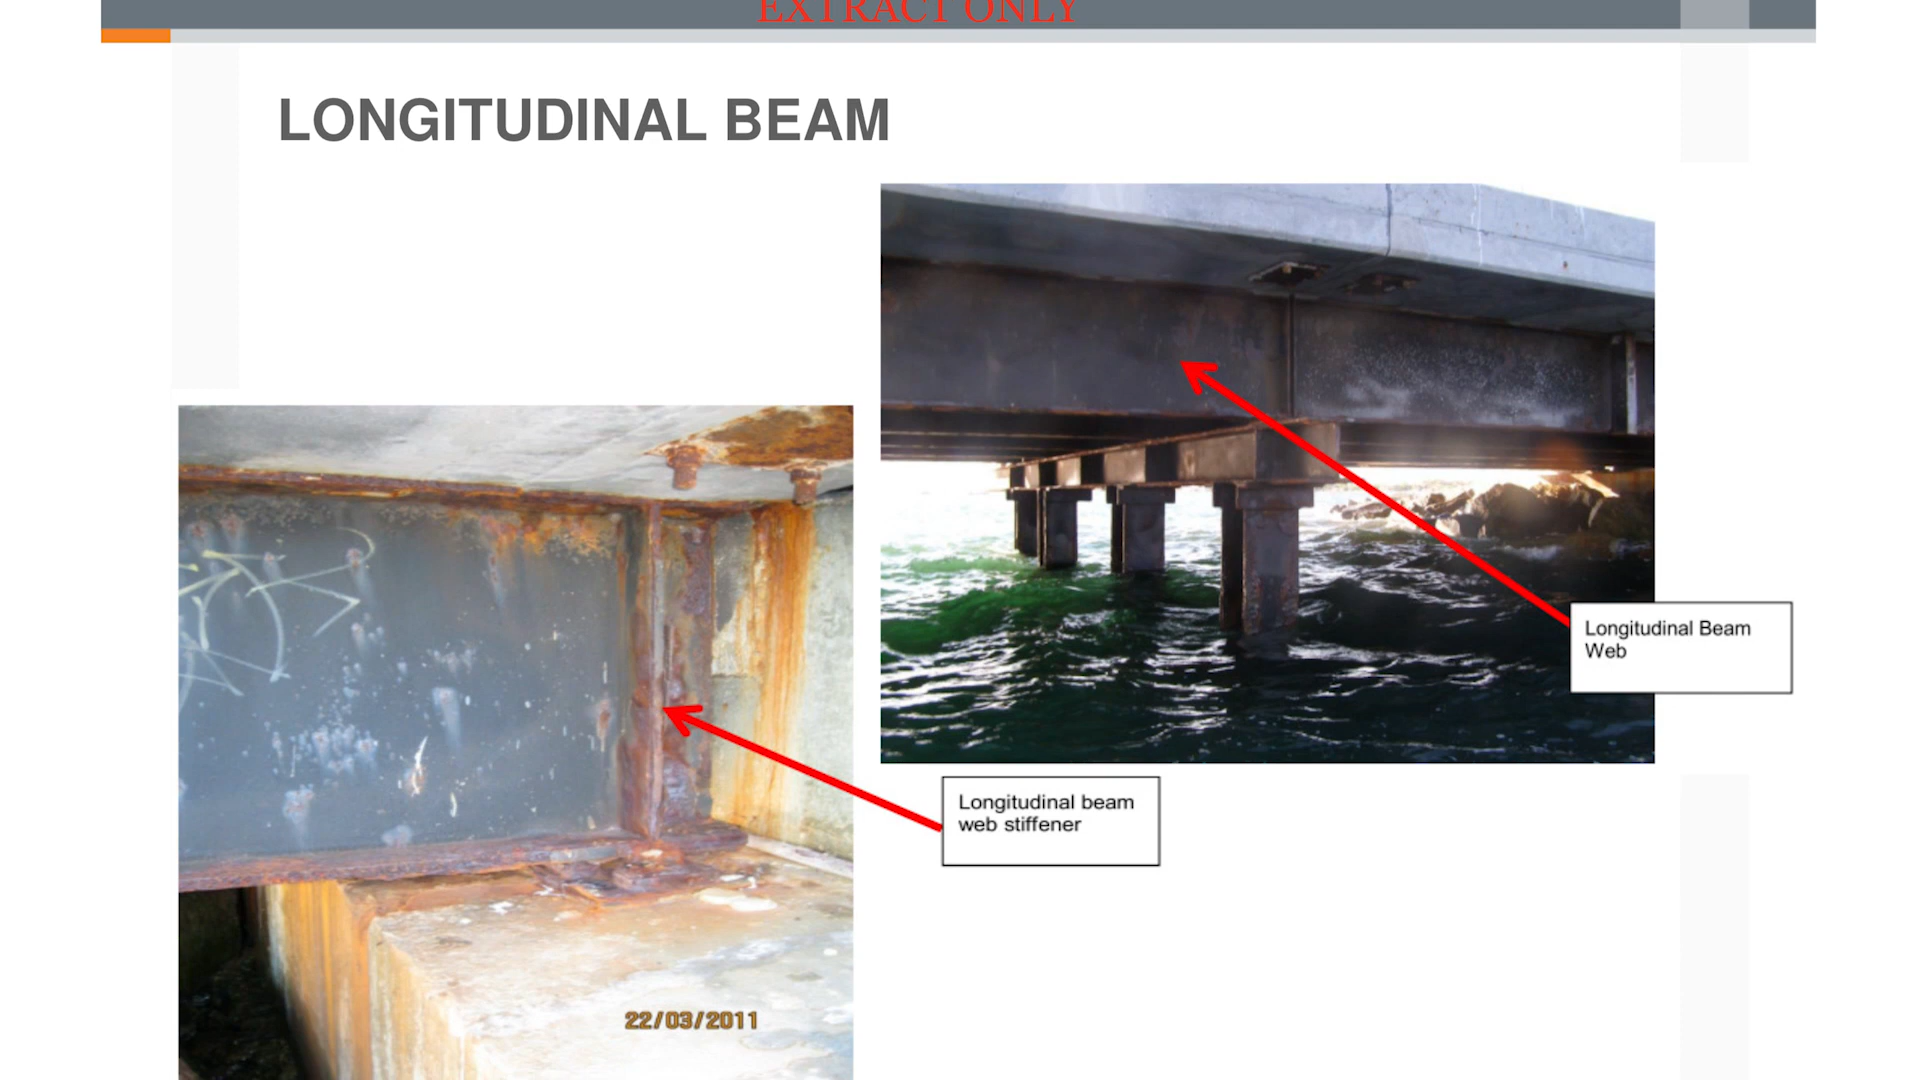 EXTRACT ONLY
LONGITUDINAL BEAM
Longitudinal Beam
Web
Longitudinal beam
web stiffener
22/03/2011